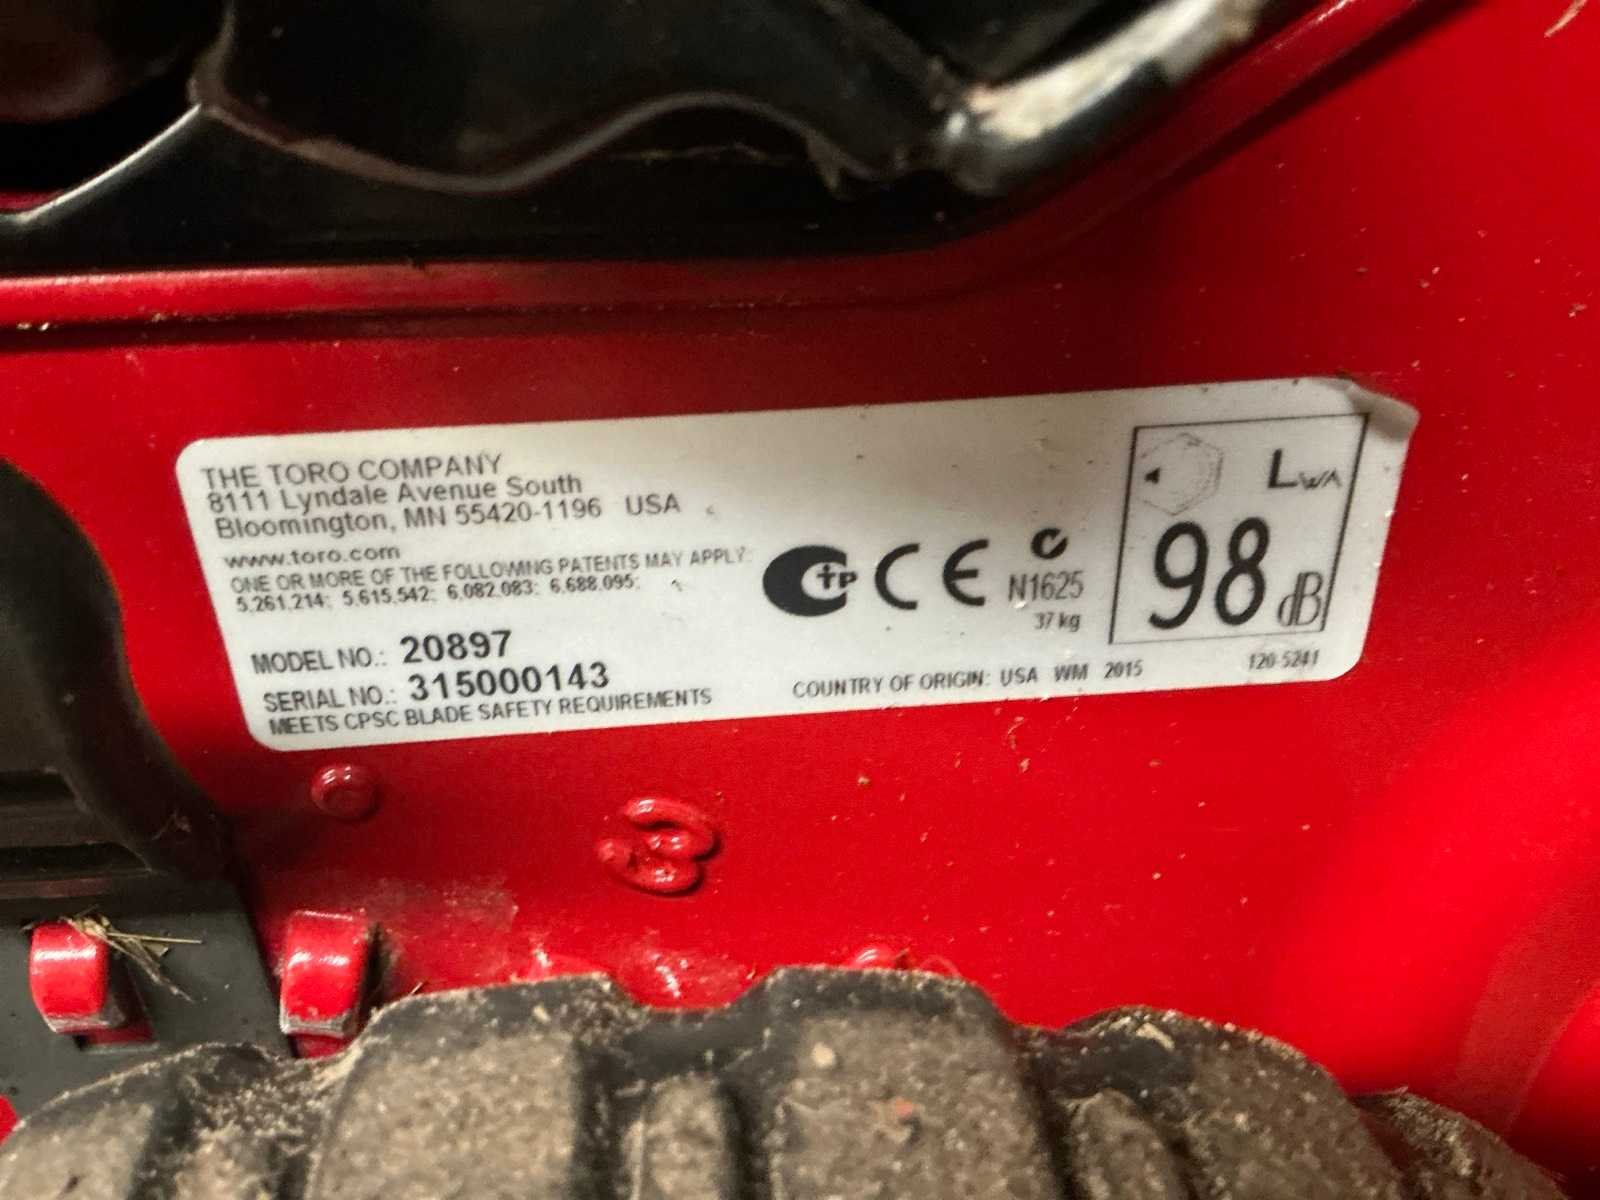 THE TORO COMPANY
8111 Lyndale Avenue South
Bloomington, MN 55420-1196 USA
www.toro.com
ONE OR MORE OF THE FOLLOWING PATENTS MAY APPLY:
5,261,214; 5,615,542; 6,082,083; 6,688,095;
MODEL NO.: 20897
SERIAL NO.: 315000143
MEETS CPSC BLADE SAFETY REQUIREMENTS
CTP CE
N1625
37 kg
COUNTRY OF ORIGIN: USA WM 2015
LWA
98 dB
120-5241